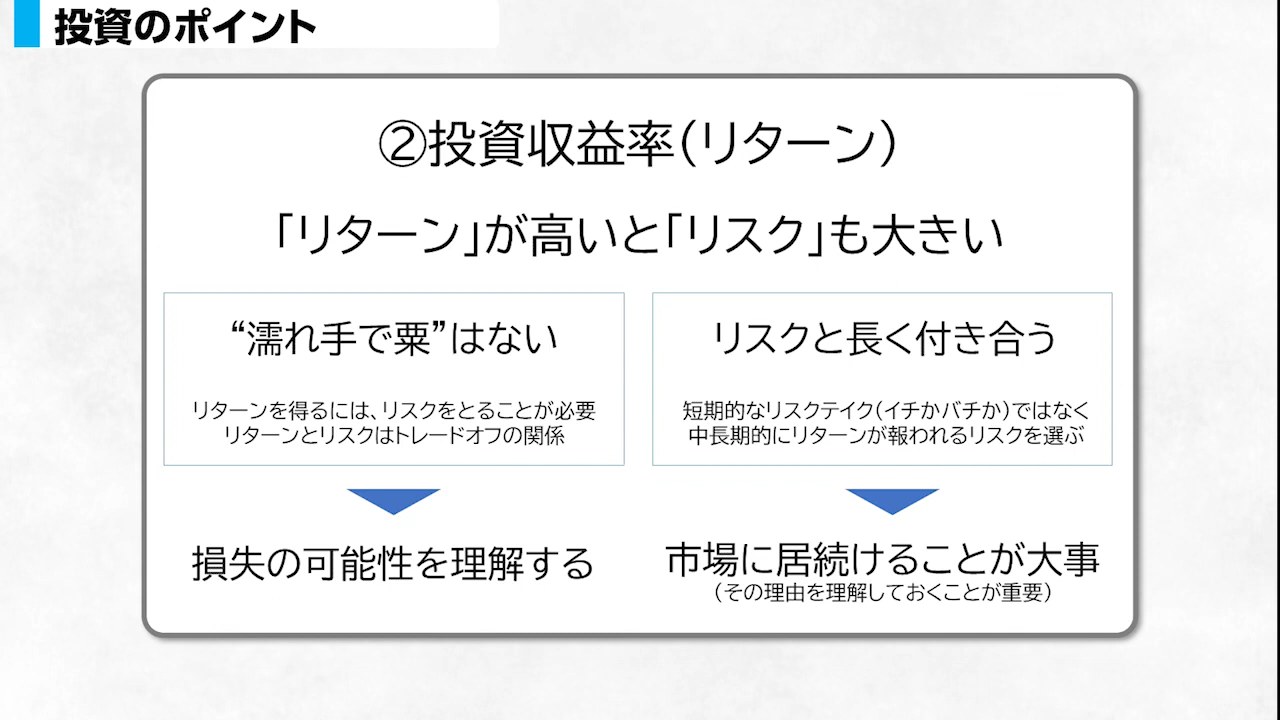 投資のポイント
②投資収益率(リターン)
「リターン」が高いと「リスク」も大きい
“濡れ手で粟”はない
リターンを得るには、リスクをとることが必要
リターンとリスクはトレードオフの関係
損失の可能性を理解する
リスクと長く付き合う
短期的なリスクテイク(イチかバチか)ではなく
中長期的にリターンが報われるリスクを選ぶ
市場に居続けることが大事
(その理由を理解しておくことが重要)